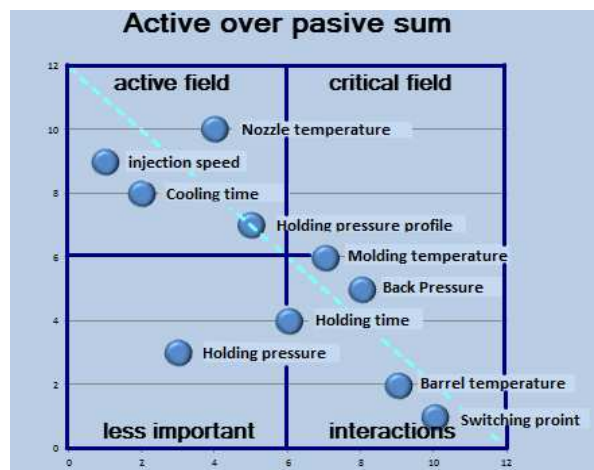 Active over pasive sum
12
active field
critical field
10
Nozzle temperature
injection speed
8
Cooling time
Holding pressure profile
6
Molding temperature
Back Pressure
4
Holding time
Holding pressure
2
Barrel temperature
Switching proint
less important
interactions
0
0
2
4
6
8
10
12